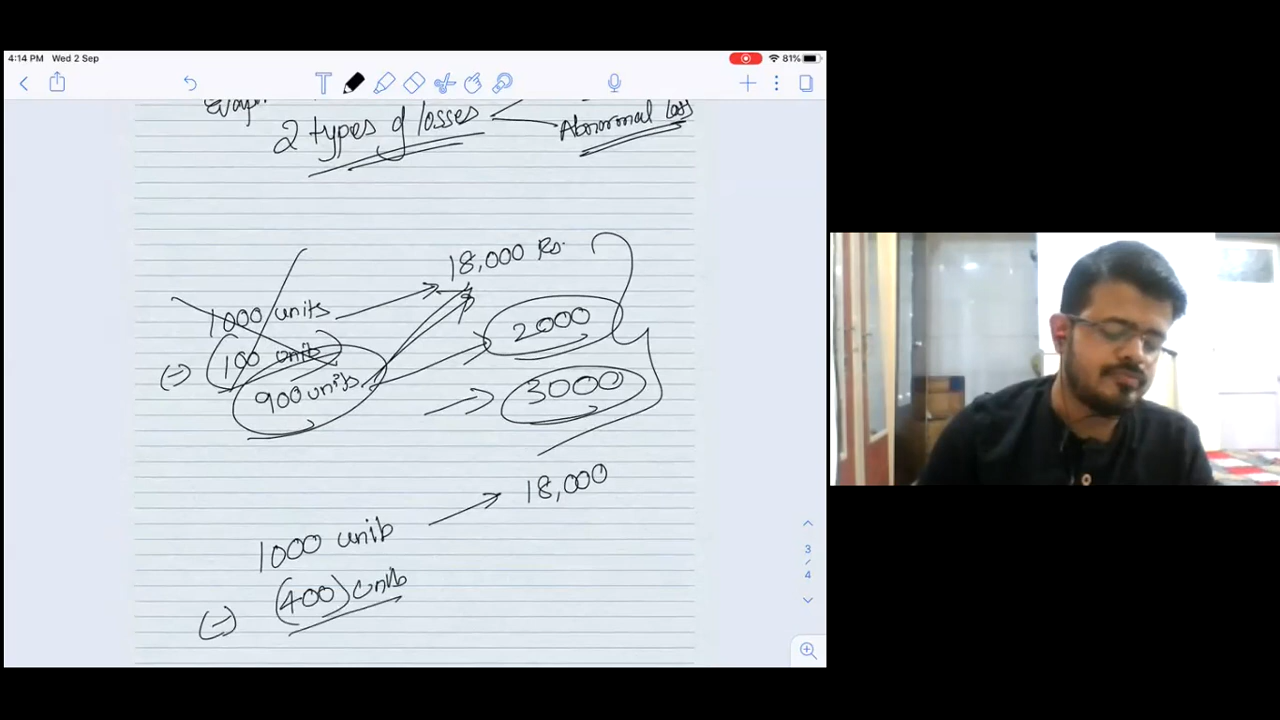 4:14 PM Wed 2 Sep
81%
T
2 types of losses
Abnormal loss
18,000 Rs.
1000 units
2000
(-) 100 units
900 units
3000
18,000
1000 units
(-) (400) units
3
/
4